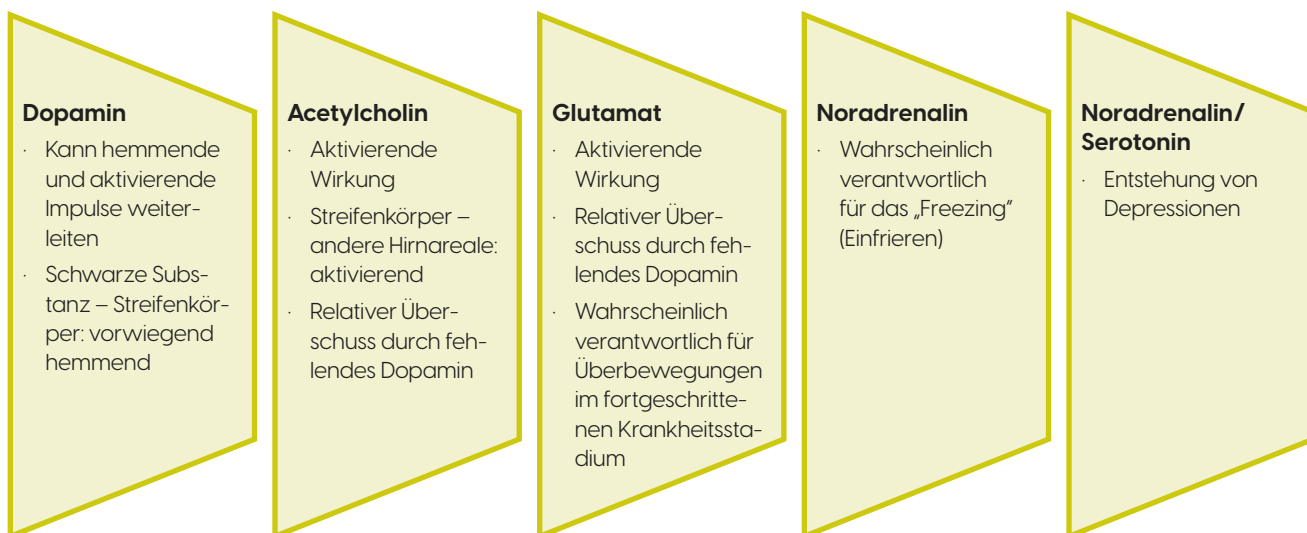 Dopamin
· Kann hemmende
und aktivierende
Impulse weiter-
leiten
· Schwarze Subs-
tanz – Streifenkör-
per: vorwiegend
hemmend
Acetylcholin
· Aktivierende
Wirkung
· Streifenkörper –
andere Hirnareale:
aktivierend
· Relativer Über-
schuss durch feh-
lendes Dopamin
Glutamat
· Aktivierende
Wirkung
· Relativer Über-
schuss durch feh-
lendes Dopamin
· Wahrscheinlich
verantwortlich für
Überbewegungen
im fortgeschritte-
nen Krankheitssta-
dium
Noradrenalin
· Wahrscheinlich
verantwortlich
für das „Freezing“
(Einfrieren)
Noradrenalin/
Serotonin
· Entstehung von
Depressionen